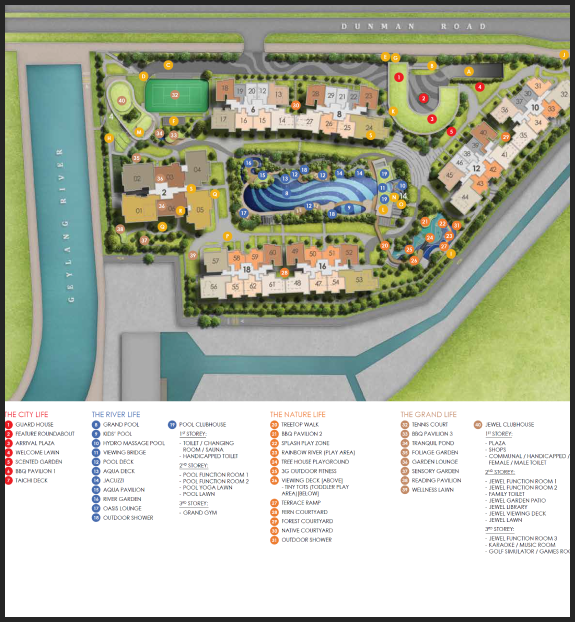 DUNMAN ROAD
GEYLANG RIVER
THE CITY LIFE
1 GUARD HOUSE
2 FEATURE ROUNDABOUT
3 ARRIVAL PLAZA
4 WELCOME LAWN
5 SCENTED GARDEN
6 BBQ PAVILION 1
7 TAICHI DECK
THE RIVER LIFE
8 GRAND POOL
9 KIDS' POOL
10 HYDRO MASSAGE POOL
11 VIEWING BRIDGE
12 POOL DECK
13 AQUA DECK
14 JACUZZI
15 AQUA PAVILION
16 RIVER GARDEN
17 OASIS LOUNGE
18 OUTDOOR SHOWER
19 POOL CLUBHOUSE
1ST STOREY:
- TOILET / CHANGING
ROOM / SAUNA
- HANDICAPPED TOILET
2ND STOREY:
- POOL FUNCTION ROOM 1
- POOL FUNCTION ROOM 2
- POOL YOGA LAWN
- POOL LAWN
3RD STOREY:
- GRAND GYM
THE NATURE LIFE
20 TREETOP WALK
21 BBQ PAVILION 2
22 SPLASH PLAY ZONE
23 RAINBOW RIVER (PLAY AREA)
24 TREE HOUSE PLAYGROUND
25 3G OUTDOOR FITNESS
26 VIEWING DECK (ABOVE)
- TINY TOTS (TODDLER PLAY
AREA)(BELOW)
27 TERRACE RAMP
28 FERN COURTYARD
29 FOREST COURTYARD
30 NATIVE COURTYARD
31 OUTDOOR SHOWER
THE GRAND LIFE
32 TENNIS COURT
33 BBQ PAVILION 3
34 TRANQUIL POND
35 FOLIAGE GARDEN
36 GARDEN LOUNGE
37 SENSORY GARDEN
38 READING PAVILION
39 WELLNESS LAWN
40 JEWEL CLUBHOUSE
1ST STOREY:
- PLAZA
- SHOPS
- COMMUNAL / HANDICAPPED /
FEMALE / MALE TOILET
2ND STOREY:
- JEWEL FUNCTION ROOM 1
- JEWEL FUNCTION ROOM 2
- FAMILY TOILET
- JEWEL GARDEN PATIO
- JEWEL LIBRARY
- JEWEL VIEWING DECK
- JEWEL LAWN
3RD STOREY:
- JEWEL FUNCTION ROOM 3
- KARAOKE / MUSIC ROOM
- GOLF SIMULATOR / GAMES RO